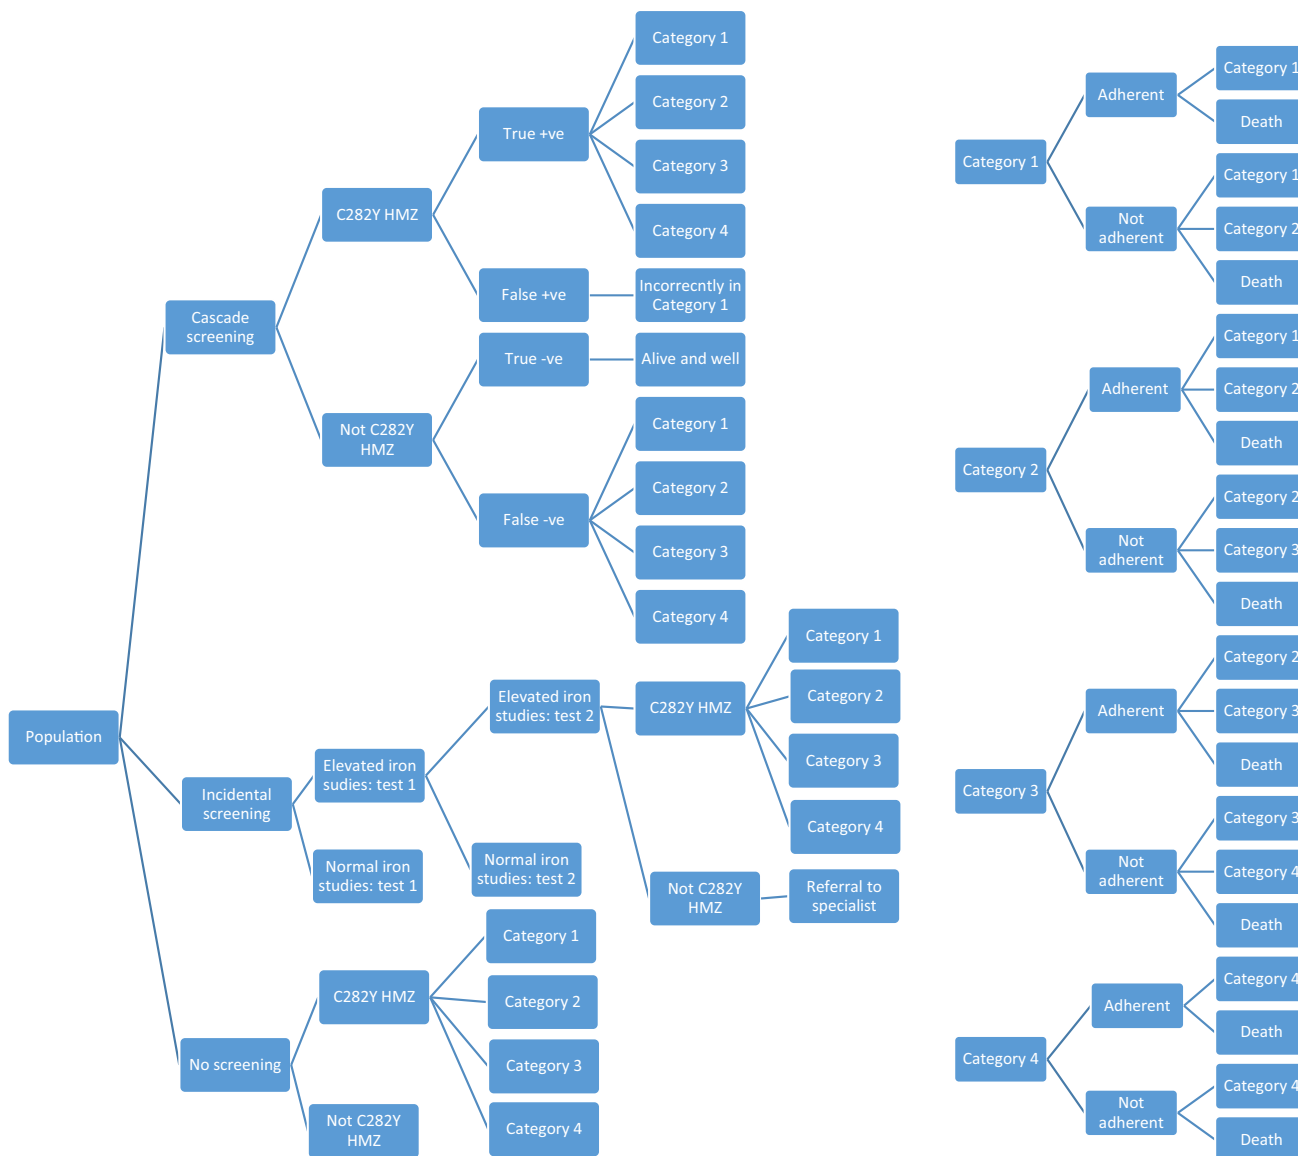 Population
Cascade
screening
C282Y HMZ
True +ve
Category 1
Category 2
Category 3
Category 4
False +ve
Incorrecntly in
Category 1
Not C282Y
HMZ
True -ve
Alive and well
False -ve
Category 1
Category 2
Category 3
Category 4
Incidental
screening
Elevated iron
sudies: test 1
Elevated iron
studies: test 2
C282Y HMZ
Category 1
Category 2
Category 3
Category 4
Not C282Y
HMZ
Referral to
specialist
Normal iron
studies: test 2
Normal iron
studies: test 1
No screening
C282Y HMZ
Category 1
Category 2
Category 3
Category 4
Not C282Y
HMZ
Category 1
Adherent
Category 1
Death
Not
adherent
Category 1
Category 2
Death
Category 2
Adherent
Category 1
Category 2
Death
Not
adherent
Category 2
Category 3
Death
Category 3
Adherent
Category 2
Category 3
Death
Not
adherent
Category 3
Category 4
Death
Category 4
Adherent
Category 4
Death
Not
adherent
Category 4
Death